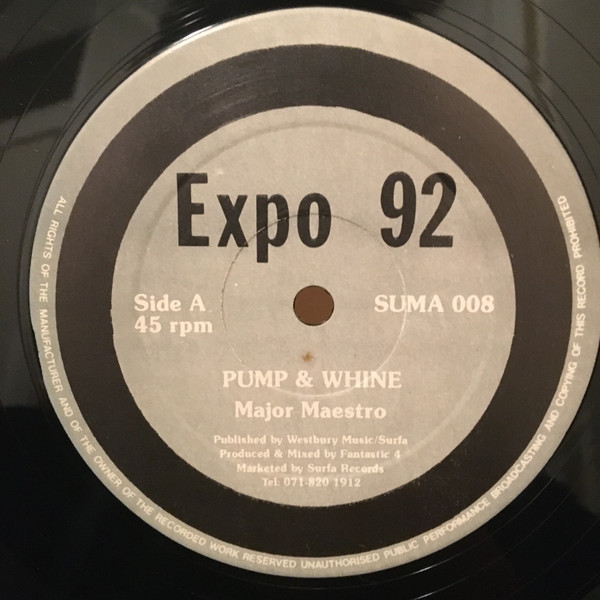 Expo 92
Side A
45 rpm
SUMA 008
PUMP & WHINE
Major Maestro
Published by Westbury Music/Surfa
Produced & Mixed by Fantastic 4
Marketed by Surfa Records
Tel: 071-820 1912
ALL RIGHTS OF THE MANUFACTURER AND OF THE OWNER OF THE RECORDED WORK RESERVED UNAUTHORISED PUBLIC PERFORMANCE BROADCASTING AND COPYING OF THIS RECORD PROHIBITED